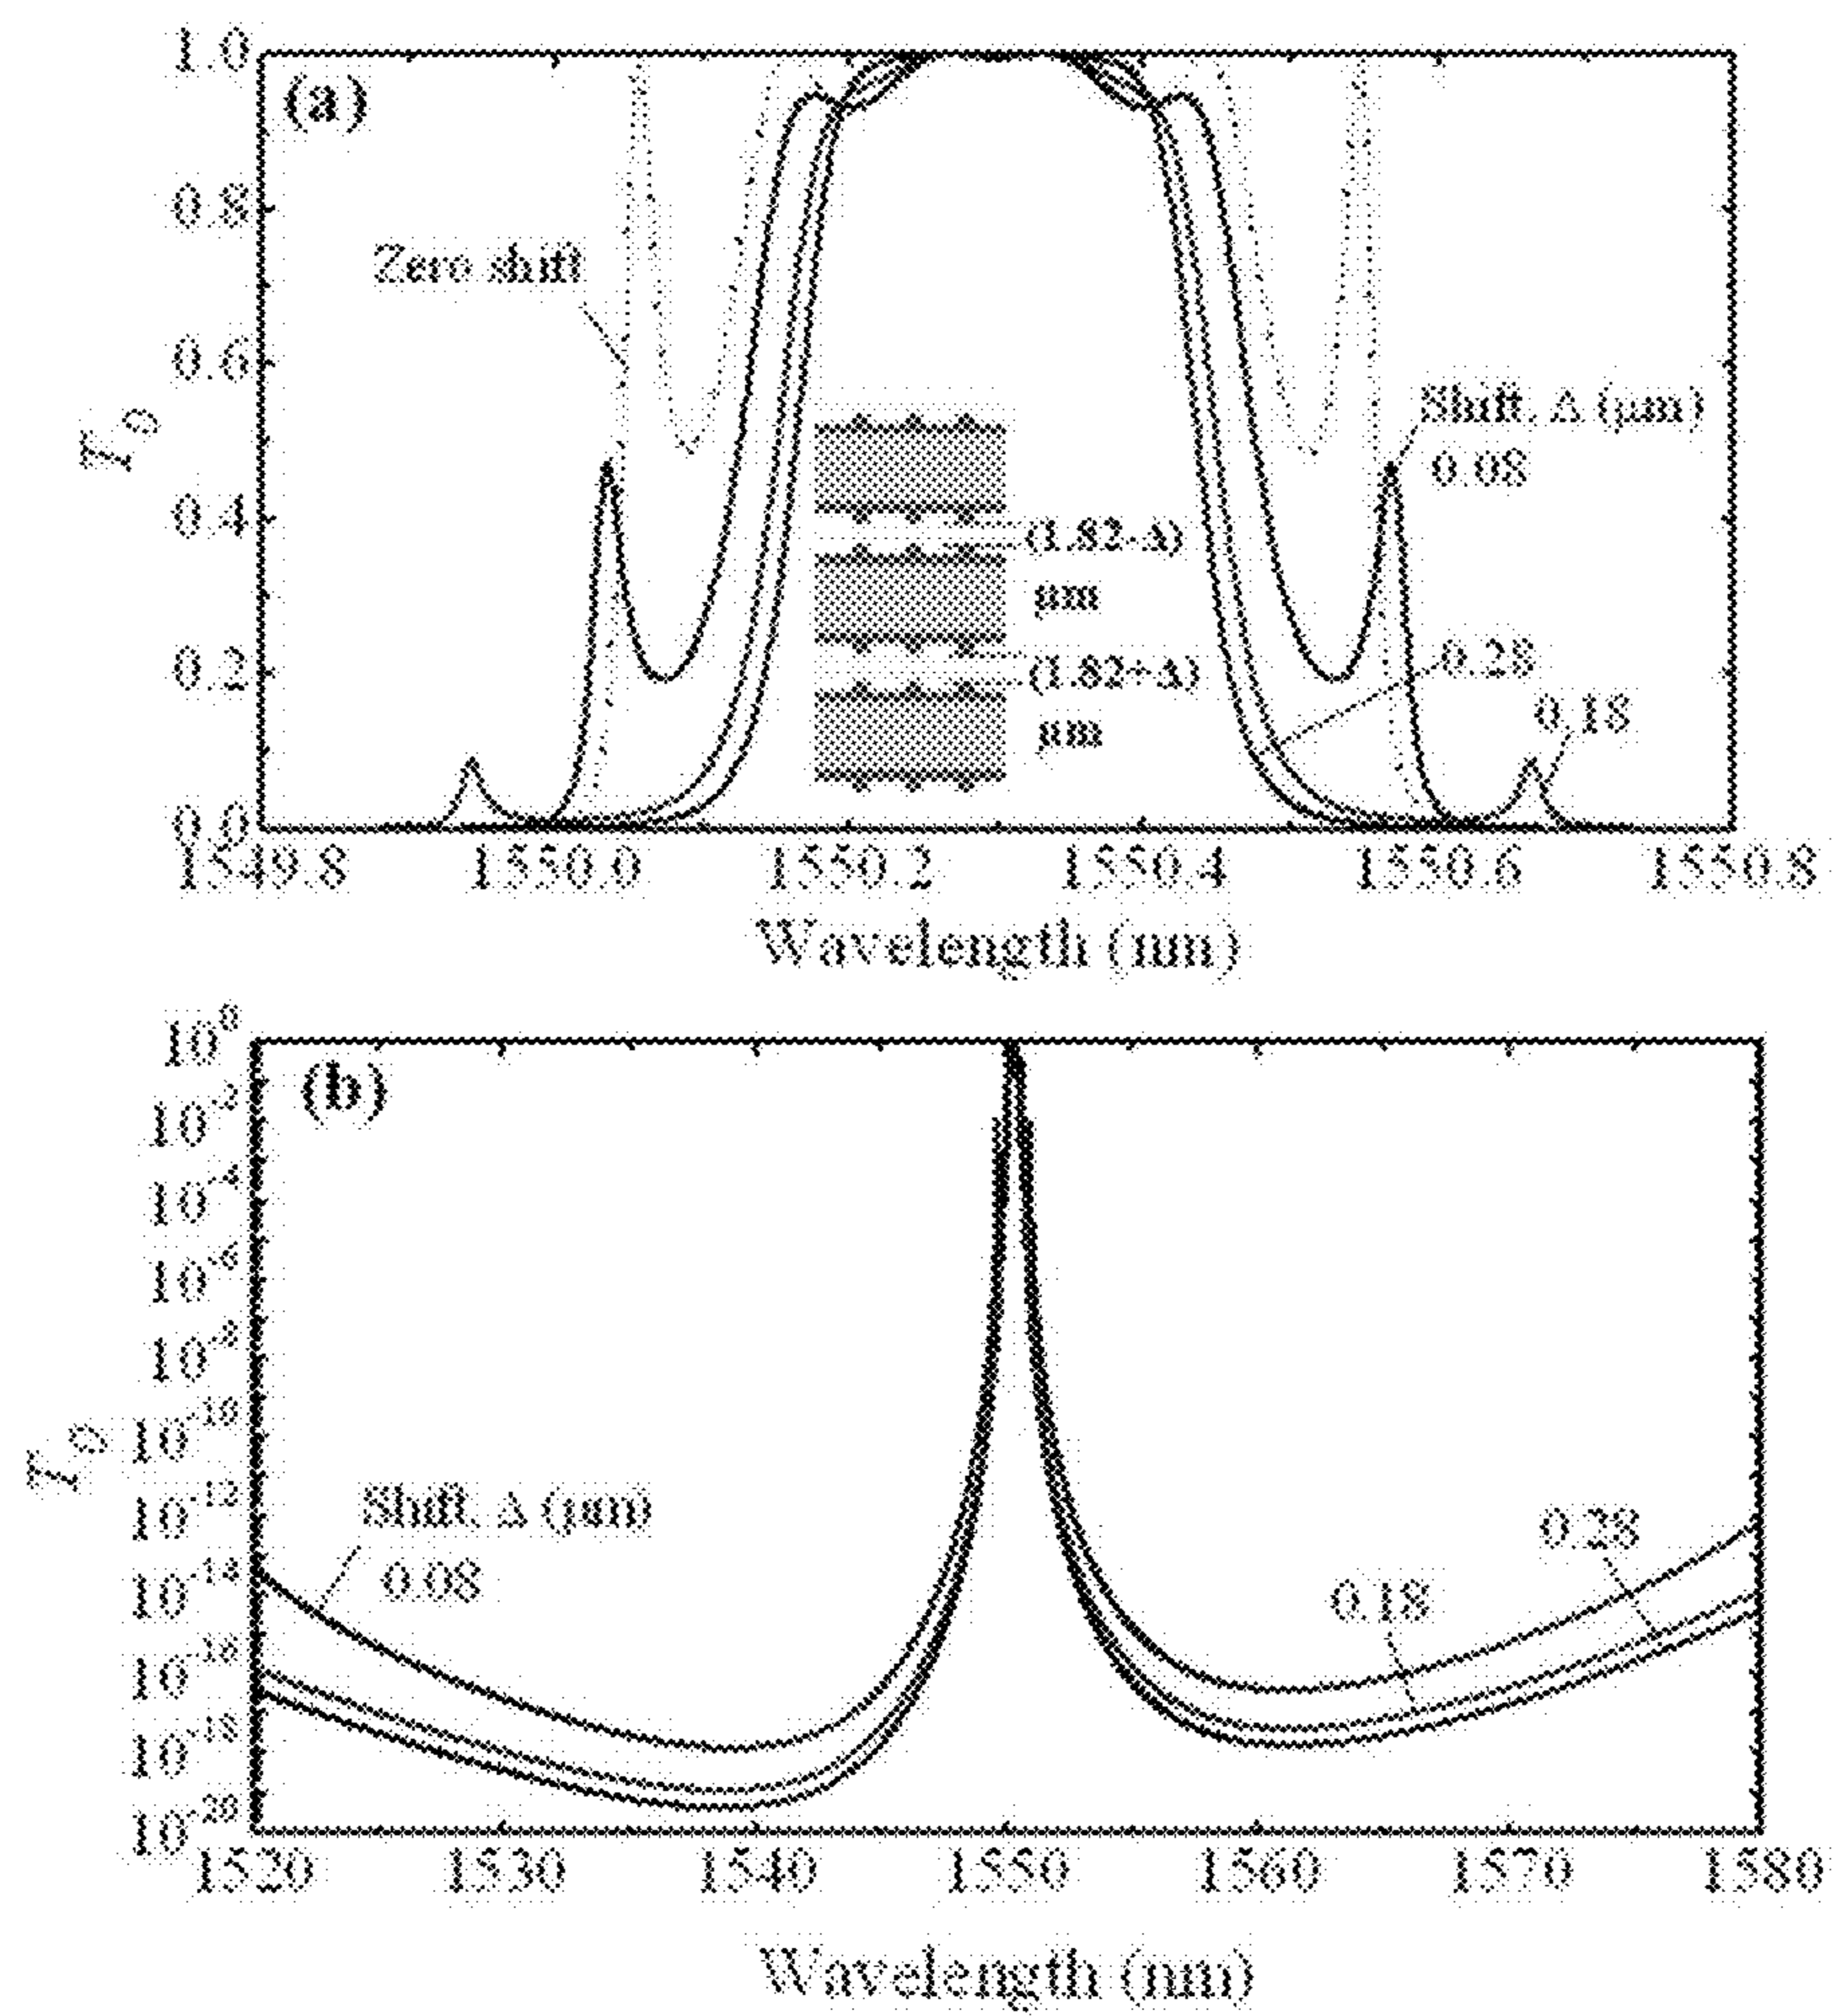 1.0
(a)
0.8
Zero shift
0.6
Shift, Δ (μm)
0.08
T₀
0.4
(1.82-Δ)
μm
0.2
(1.82+Δ)
μm
0.28
0.18
0.0
1549.8 1550.0 1550.2 1550.4 1550.6 1550.8
Wavelength (nm)
10⁰
(b)
10⁻²
10⁻⁴
10⁻⁶
10⁻⁸
10⁻¹⁰
T₀
10⁻¹²
Shift, Δ (μm)
0.08
0.28
0.18
10⁻¹⁴
10⁻¹⁶
10⁻¹⁸
10⁻²⁰
1520 1530 1540 1550 1560 1570 1580
Wavelength (nm)